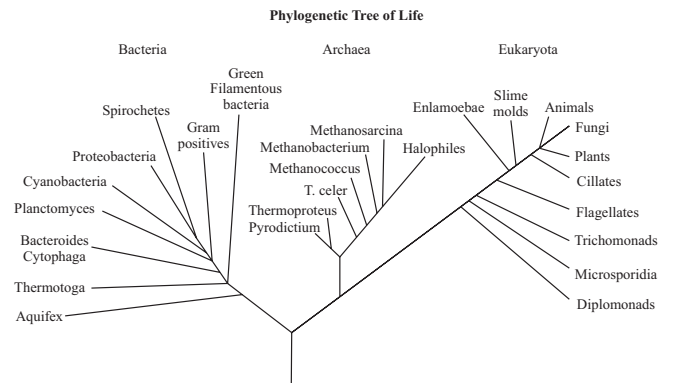 Phylogenetic Tree of Life
Bacteria
Archaea
Eukaryota
Green
Filamentous
bacteria
Spirochetes
Gram
positives
Proteobacteria
Cyanobacteria
Planctomyces
Bacteroides
Cytophaga
Thermotoga
Aquifex
Methanosarcina
Methanobacterium
Halophiles
Methanococcus
T. celer
Thermoproteus
Pyrodictium
Enlamoebae
Slime
molds
Animals
Fungi
Plants
Cillates
Flagellates
Trichomonads
Microsporidia
Diplomonads